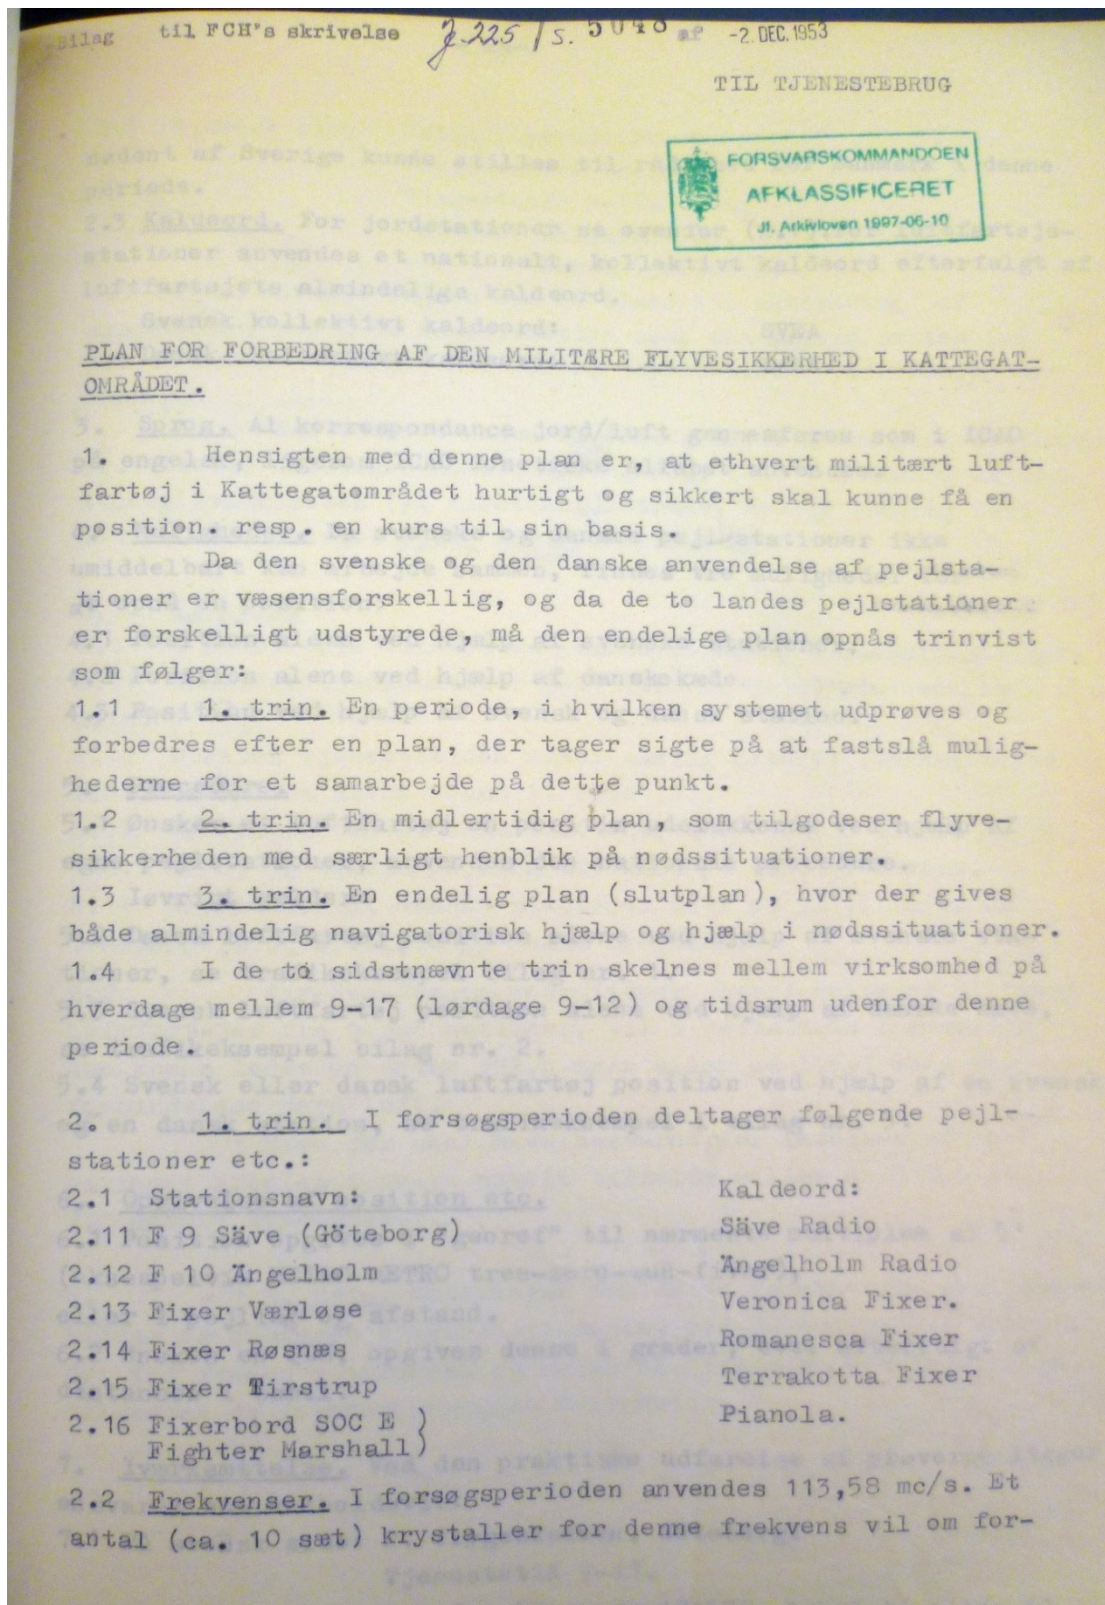 Bilag til FCH's skrivelse J. 225 / s. 5048 af -2. DEC. 1953
TIL TJENESTEBRUG
FORSVARSKOMMANDOEN
AFKLASSIFICERET
Jf. Arkivloven 1997-06-10
PLAN FOR FORBEDRING AF DEN MILITÆRE FLYVESIKKERHED I KATTEGAT-
OMRÅDET.
1. Hensigten med denne plan er, at ethvert militært luft-
fartøj i Kattegatområdet hurtigt og sikkert skal kunne få en
position. resp. en kurs til sin basis.
Da den svenske og den danske anvendelse af pejlsta-
tioner er væsensforskellig, og da de to landes pejlstationer
er forskelligt udstyrede, må den endelige plan opnås trinvist
som følger:
1.1 1. trin. En periode, i hvilken systemet udprøves og
forbedres efter en plan, der tager sigte på at fastslå mulig-
hederne for et samarbejde på dette punkt.
1.2 2. trin. En midlertidig plan, som tilgodeser flyve-
sikkerheden med særligt henblik på nødssituationer.
1.3 3. trin. En endelig plan (slutplan), hvor der gives
både almindelig navigatorisk hjælp og hjælp i nødssituationer.
1.4 I de to sidstnævnte trin skelnes mellem virksomhed på
hverdage mellem 9-17 (lørdage 9-12) og tidsrum udenfor denne
periode.
2. 1. trin. I forsøgsperioden deltager følgende pejl-
stationer etc.:
2.1 Stationsnavn: Kaldeord:
2.11 F 9 Säve (Göteborg) Säve Radio
2.12 F 10 Ängelholm Ängelholm Radio
2.13 Fixer Værløse Veronica Fixer.
2.14 Fixer Røsnæs Romanesca Fixer
2.15 Fixer Tirstrup Terrakotta Fixer
2.16 Fixerbord SOC E ) Pianola.
Fighter Marshall)
2.2 Frekvenser. I forsøgsperioden anvendes 113,58 mc/s. Et
antal (ca. 10 sæt) krystaller for denne frekvens vil om for-